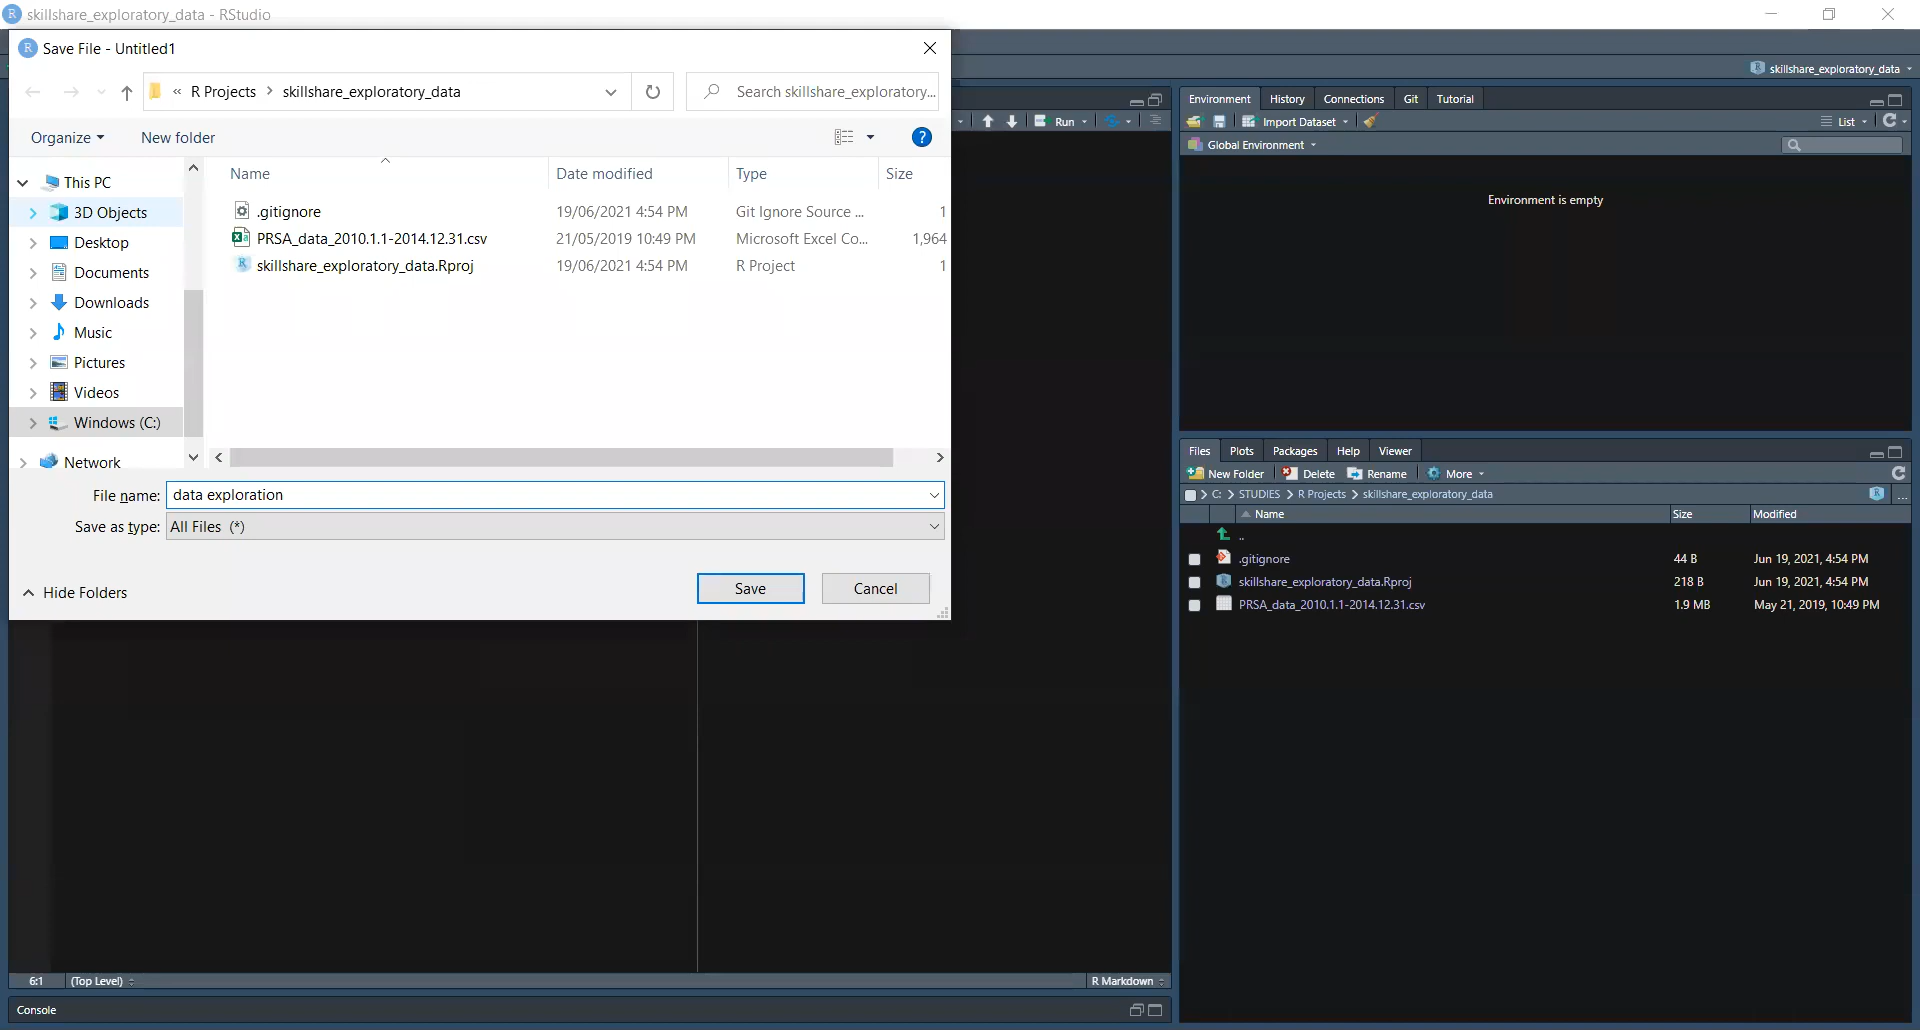 skillshare_exploratory_data - RStudio
Save File - Untitled1
« R Projects > skillshare_exploratory_data
Search skillshare_exploratory...
Organize
New folder
This PC
3D Objects
Desktop
Documents
Downloads
Music
Pictures
Videos
Windows (C:)
Network
Name Date modified Type Size
.gitignore 19/06/2021 4:54 PM Git Ignore Source ... 1
PRSA_data_2010.1.1-2014.12.31.csv 21/05/2019 10:49 PM Microsoft Excel Co... 1,964
skillshare_exploratory_data.Rproj 19/06/2021 4:54 PM R Project 1
File name: data exploration
Save as type: All Files (*)
Hide Folders
Save Cancel
Run
skillshare_exploratory_data
Environment History Connections Git Tutorial
Import Dataset List
Global Environment
Environment is empty
Files Plots Packages Help Viewer
New Folder Delete Rename More
C: > STUDIES > R Projects > skillshare_exploratory_data ...
Name Size Modified
..
.gitignore 44 B Jun 19, 2021, 4:54 PM
skillshare_exploratory_data.Rproj 218 B Jun 19, 2021, 4:54 PM
PRSA_data_2010.1.1-2014.12.31.csv 1.9 MB May 21, 2019, 10:49 PM
6:1 (Top Level) R Markdown
Console